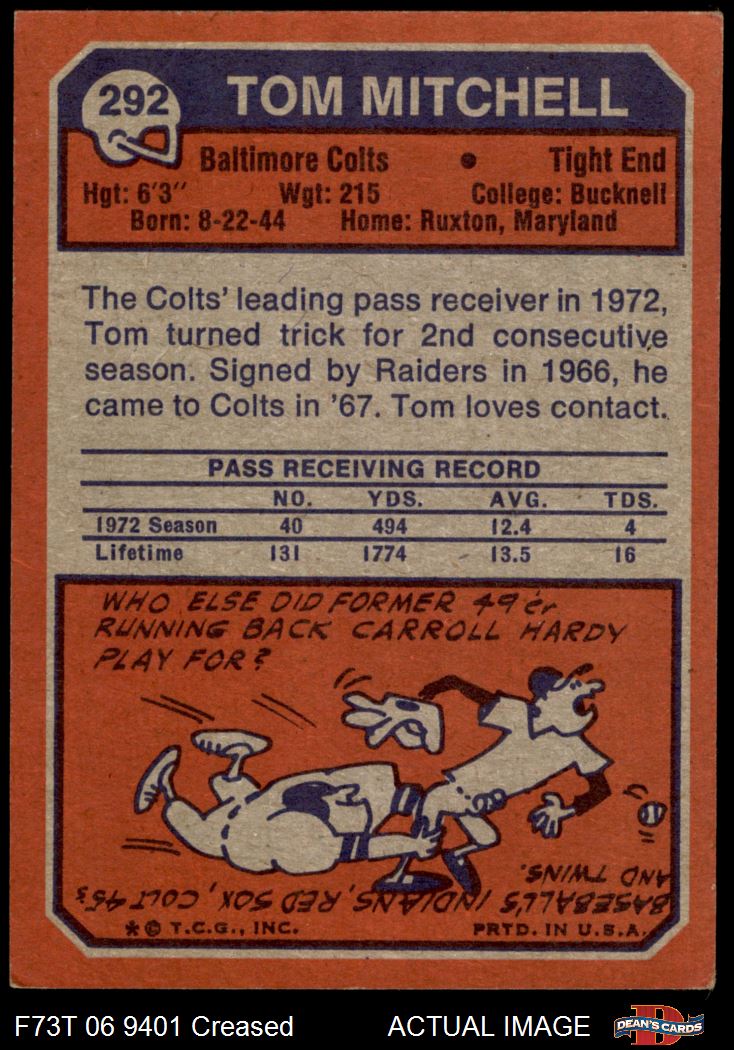 292
TOM MITCHELL
Baltimore Colts • Tight End
Hgt: 6'3" Wgt: 215 College: Bucknell
Born: 8-22-44 Home: Ruxton, Maryland
The Colts' leading pass receiver in 1972,
Tom turned trick for 2nd consecutive
season. Signed by Raiders in 1966, he
came to Colts in '67. Tom loves contact.
PASS RECEIVING RECORD
NO. YDS. AVG. TDS.
1972 Season 40 494 12.4 4
Lifetime 131 1774 13.5 16
WHO ELSE DID FORMER 49'er
RUNNING BACK CARROLL HARDY
PLAY FOR?
BASEBALL'S INDIANS, RED SOX, COLT 45's
AND TWINS.
*© T.C.G., INC. PRTD. IN U.S.A.
F73T 06 9401 Creased ACTUAL IMAGE
D
DEAN'S CARDS